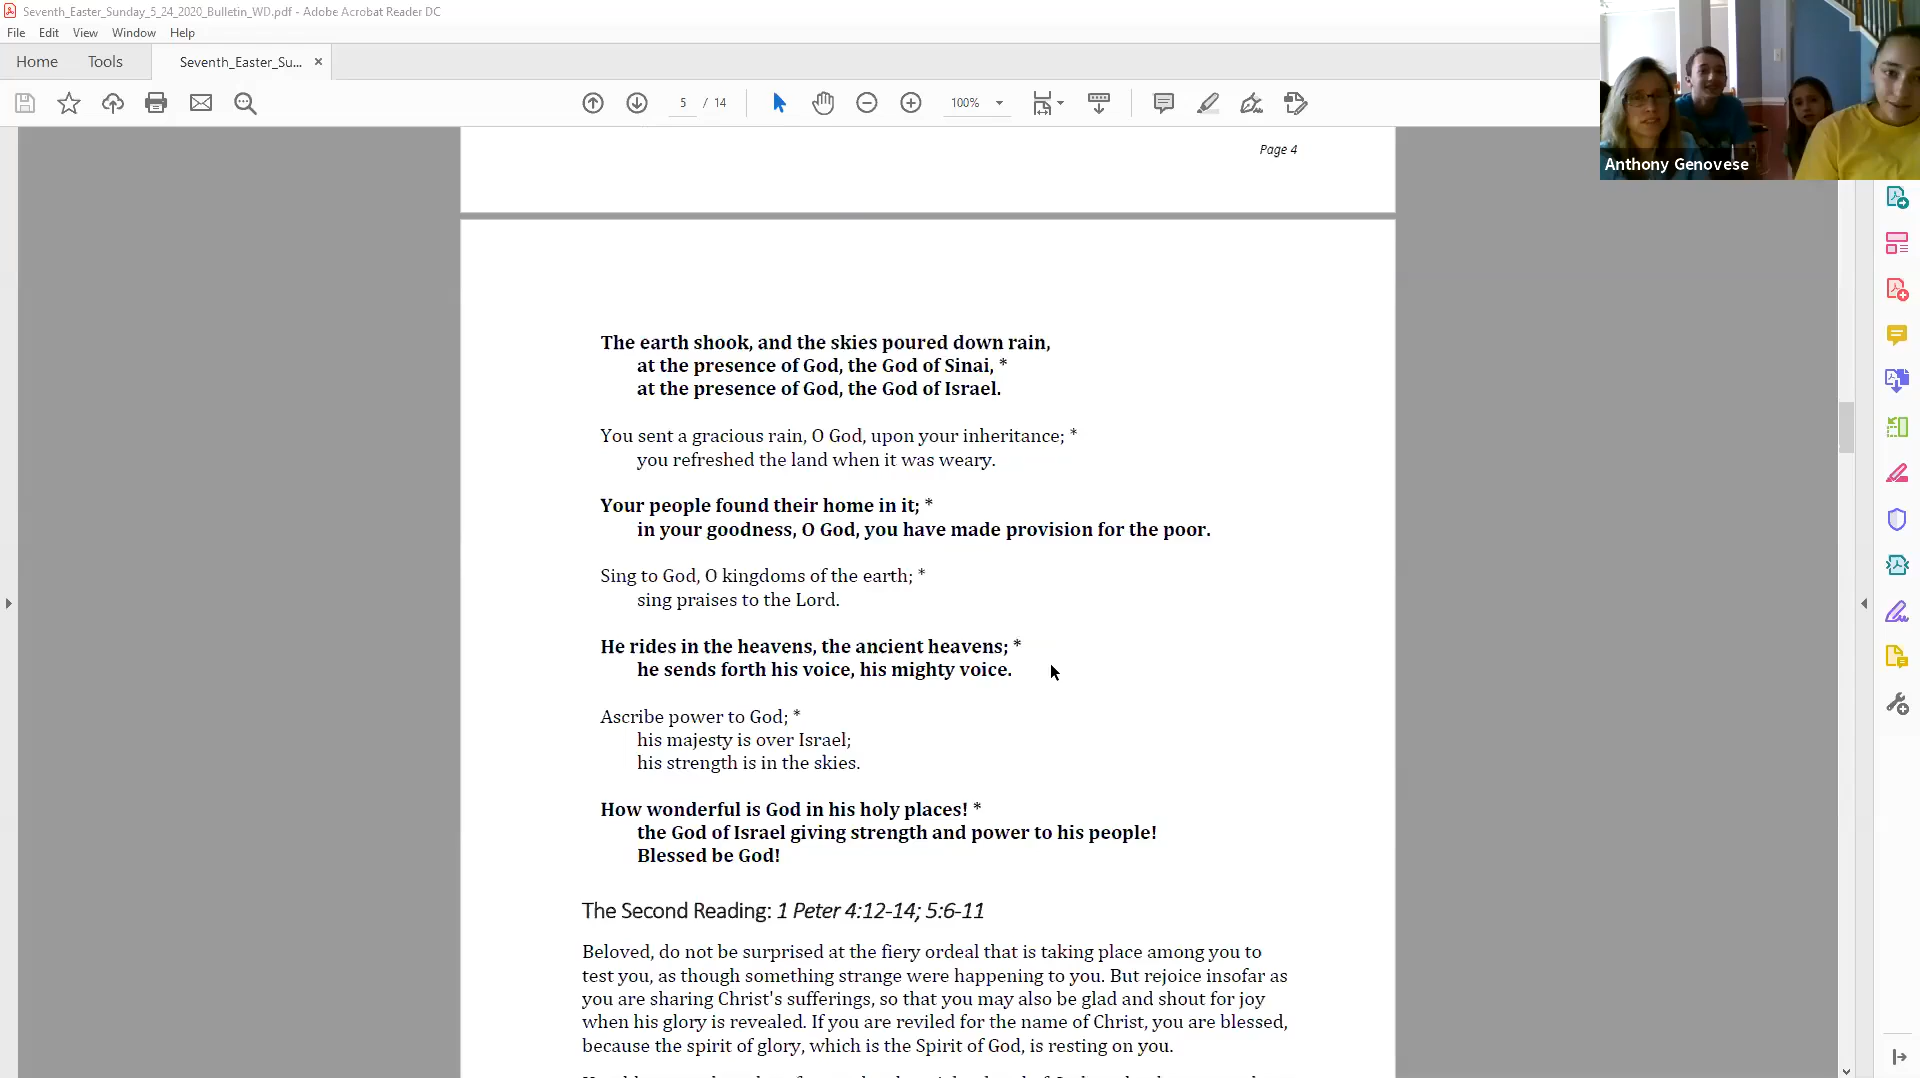 Seventh_Easter_Sunday_5_24_2020_Bulletin_WD.pdf - Adobe Acrobat Reader DC
File Edit View Window Help
Home Tools Seventh_Easter_Su... ×
5 / 14 100%
Anthony Genovese
Page 4
The earth shook, and the skies poured down rain,
at the presence of God, the God of Sinai, *
at the presence of God, the God of Israel.
You sent a gracious rain, O God, upon your inheritance; *
you refreshed the land when it was weary.
Your people found their home in it; *
in your goodness, O God, you have made provision for the poor.
Sing to God, O kingdoms of the earth; *
sing praises to the Lord.
He rides in the heavens, the ancient heavens; *
he sends forth his voice, his mighty voice.
Ascribe power to God; *
his majesty is over Israel;
his strength is in the skies.
How wonderful is God in his holy places! *
the God of Israel giving strength and power to his people!
Blessed be God!
The Second Reading: 1 Peter 4:12-14; 5:6-11
Beloved, do not be surprised at the fiery ordeal that is taking place among you to
test you, as though something strange were happening to you. But rejoice insofar as
you are sharing Christ's sufferings, so that you may also be glad and shout for joy
when his glory is revealed. If you are reviled for the name of Christ, you are blessed,
because the spirit of glory, which is the Spirit of God, is resting on you.